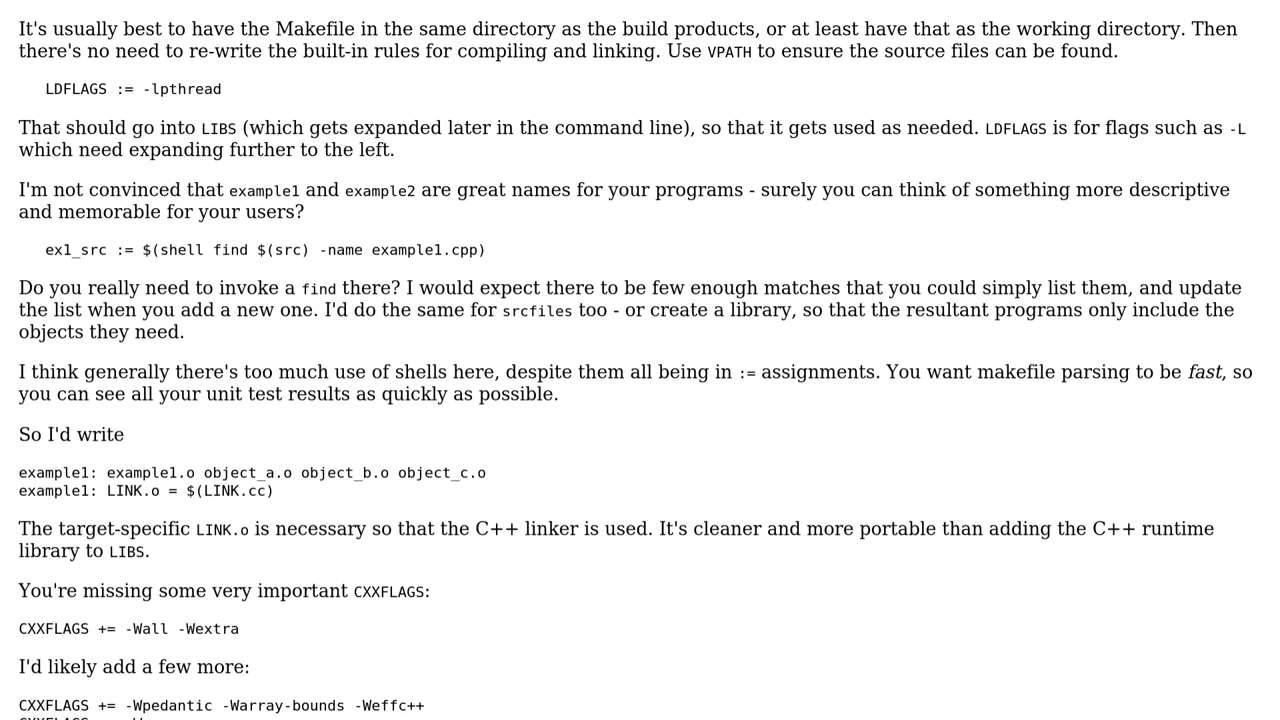 It's usually best to have the Makefile in the same directory as the build products, or at least have that as the working directory. Then
there's no need to re-write the built-in rules for compiling and linking. Use VPATH to ensure the source files can be found.
LDFLAGS := -lpthread
That should go into LIBS (which gets expanded later in the command line), so that it gets used as needed. LDFLAGS is for flags such as -L
which need expanding further to the left.
I'm not convinced that example1 and example2 are great names for your programs - surely you can think of something more descriptive
and memorable for your users?
ex1_src := $(shell find $(src) -name example1.cpp)
Do you really need to invoke a find there? I would expect there to be few enough matches that you could simply list them, and update
the list when you add a new one. I'd do the same for srcfiles too - or create a library, so that the resultant programs only include the
objects they need.
I think generally there's too much use of shells here, despite them all being in := assignments. You want makefile parsing to be fast, so
you can see all your unit test results as quickly as possible.
So I'd write
example1: example1.o object_a.o object_b.o object_c.o
example1: LINK.o = $(LINK.cc)
The target-specific LINK.o is necessary so that the C++ linker is used. It's cleaner and more portable than adding the C++ runtime
library to LIBS.
You're missing some very important CXXFLAGS:
CXXFLAGS += -Wall -Wextra
I'd likely add a few more:
CXXFLAGS += -Wpedantic -Warray-bounds -Weffc++